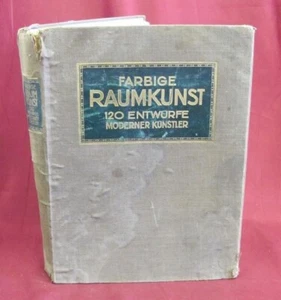 FARBIGE
RAUMKUNST
120 ENTWÜRFE
MODERNER KÜNSTLER